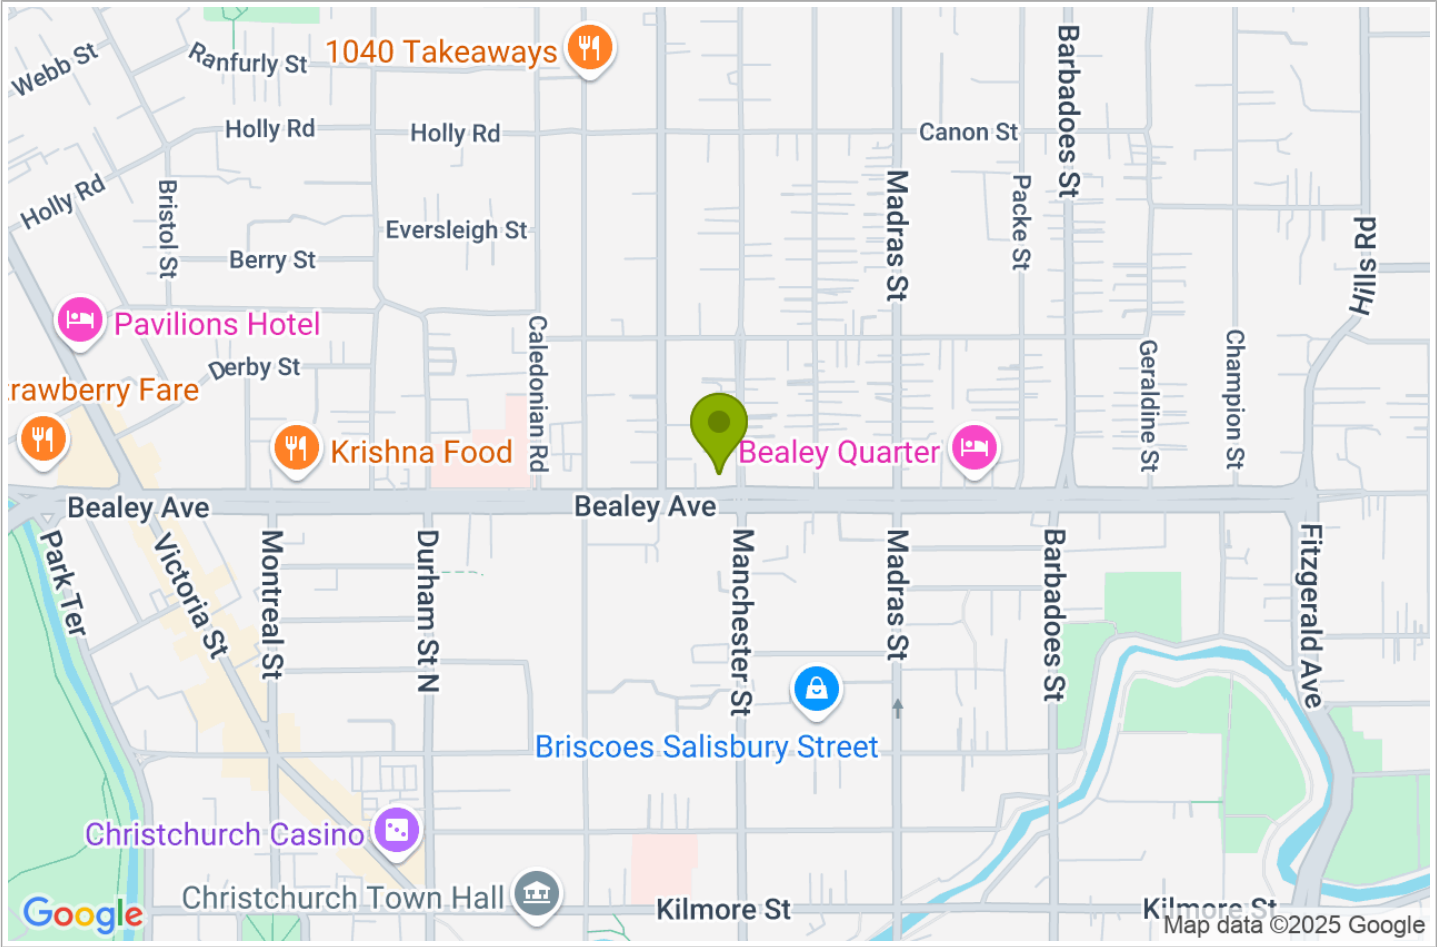 Webb St
Ranfurly St
1040 Takeaways
Barbadoes St
Holly Rd
Holly Rd
Canon St
Holly Rd
Bristol St
Madras St
Packe St
Eversleigh St
Hills Rd
Berry St
Pavilions Hotel
Caledonian Rd
Geraldine St
Champion St
Derby St
trawberry Fare
Krishna Food
Bealey Quarter
Bealey Ave
Bealey Ave
Park Ter
Victoria St
Montreal St
Durham St N
Manchester St
Madras St
Barbadoes St
Fitzgerald Ave
Briscoes Salisbury Street
Christchurch Casino
Christchurch Town Hall
Kilmore St
Kilmore St
Google
Map data ©2025 Google